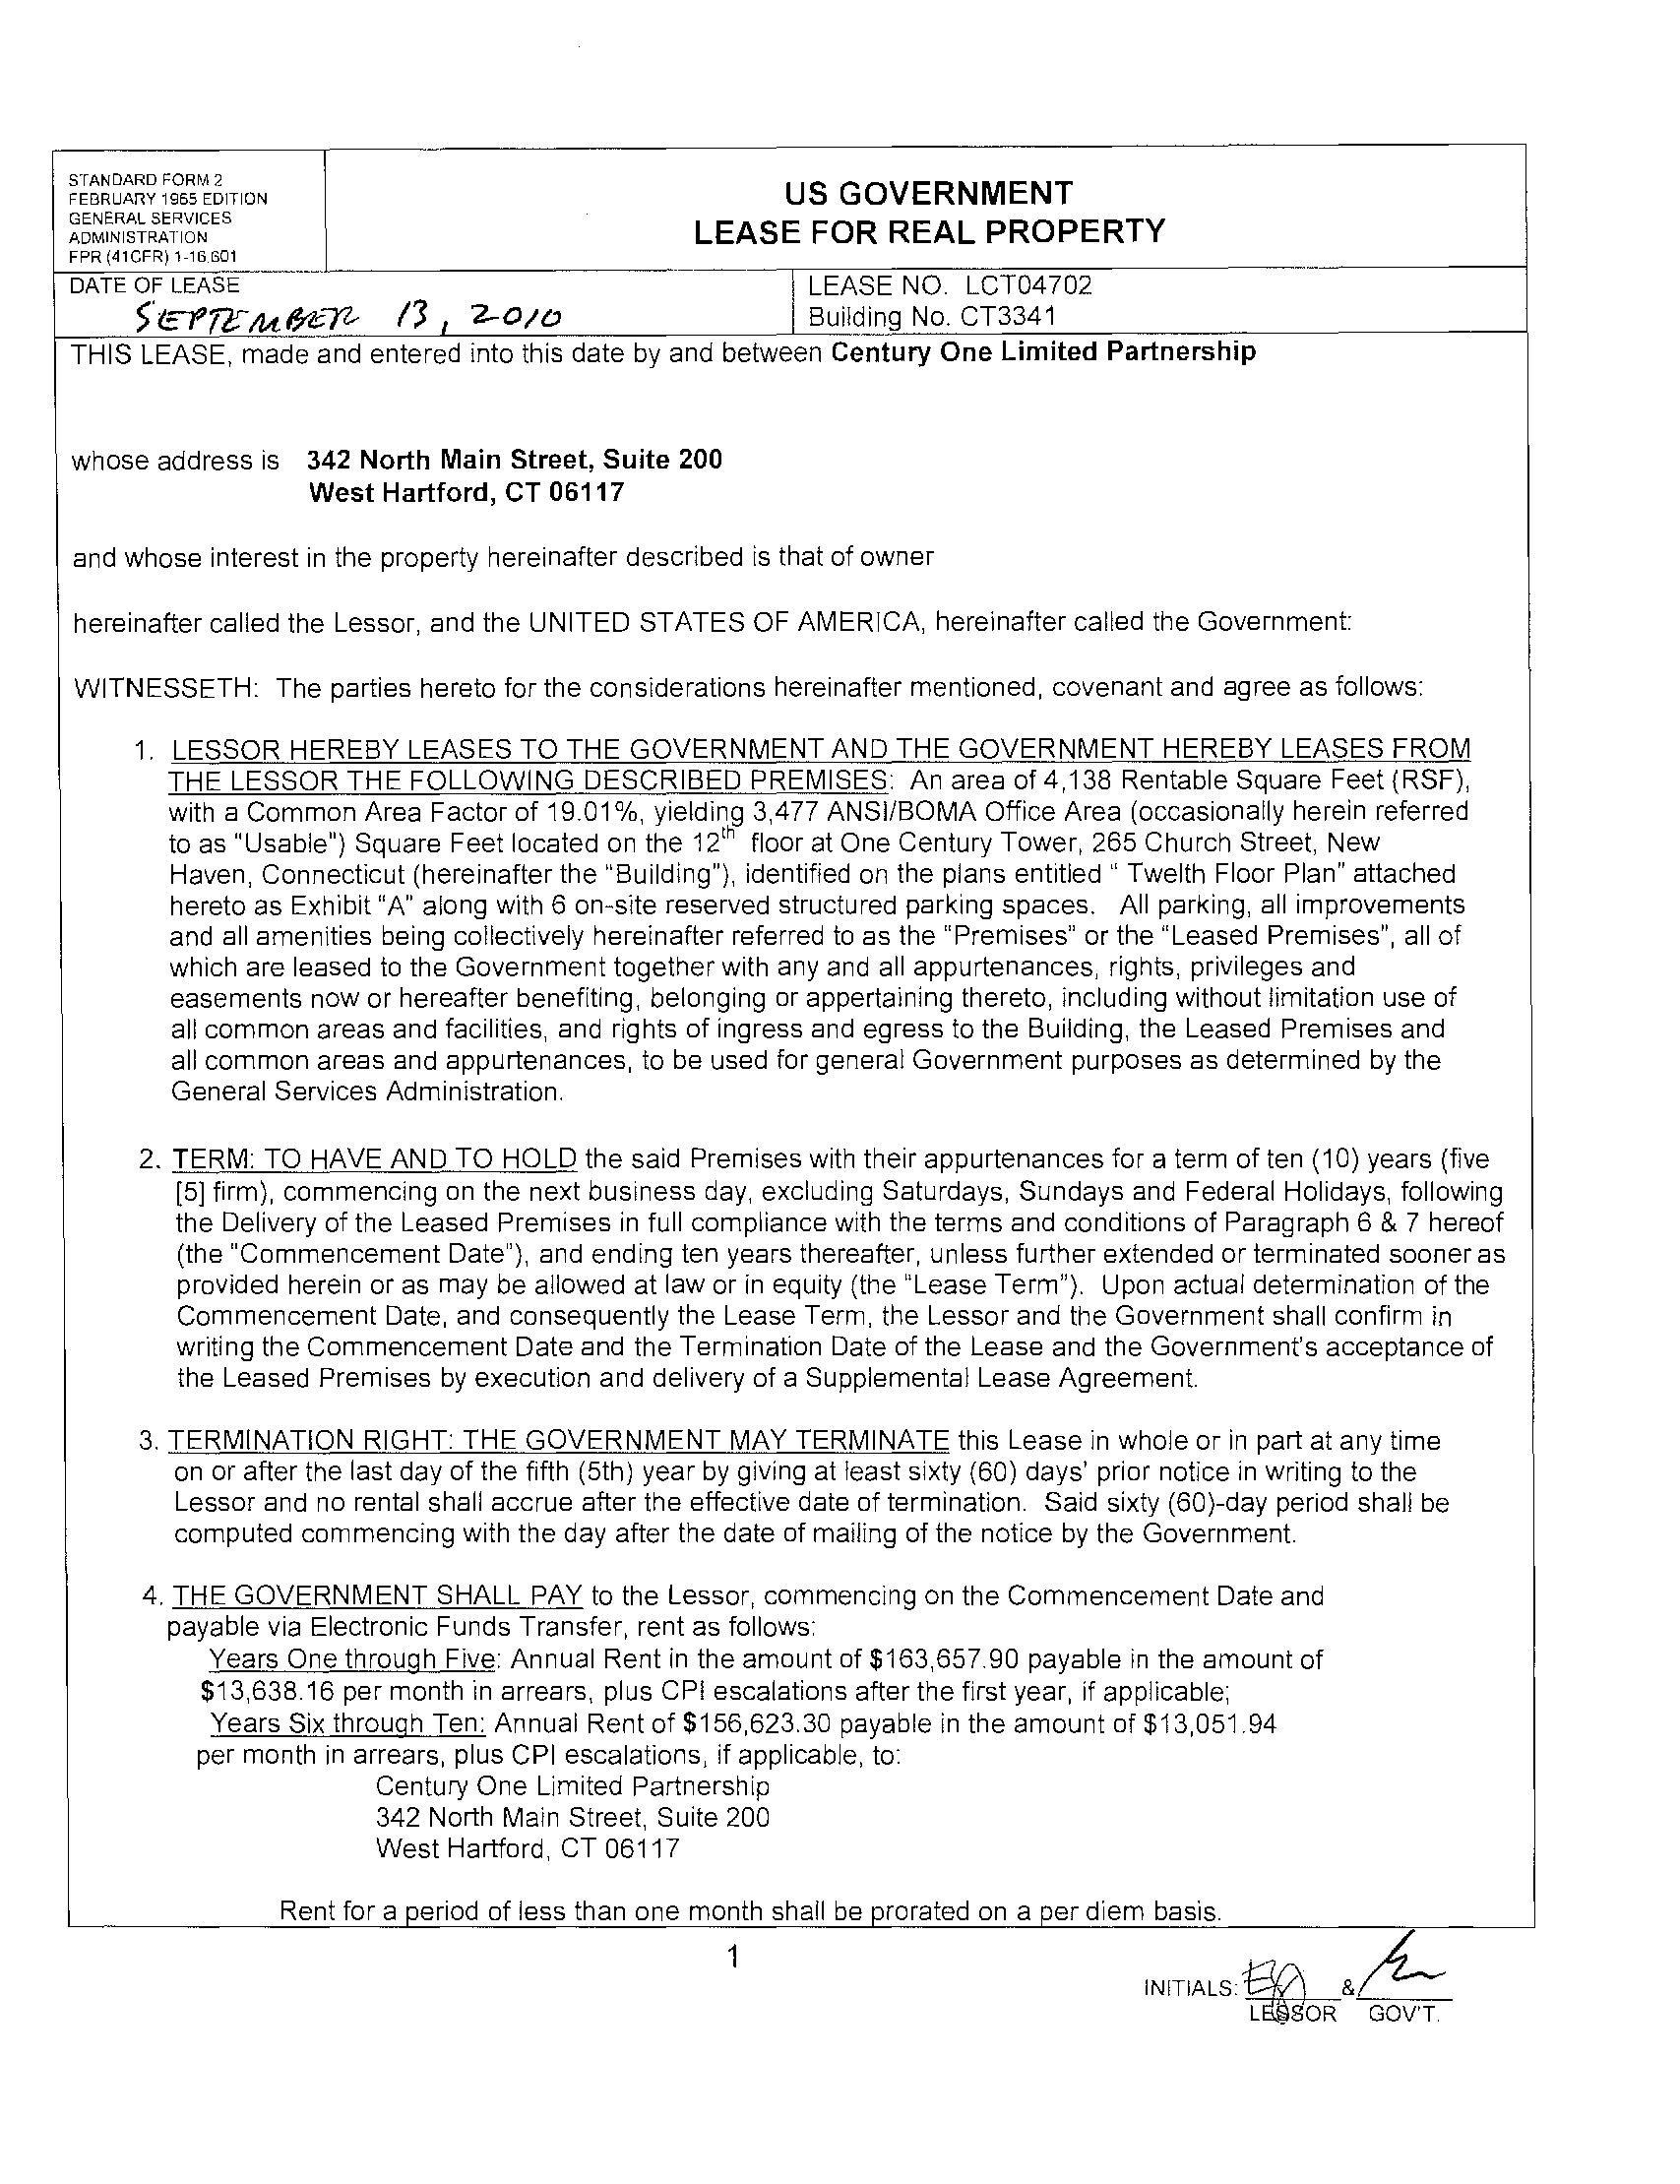 STANDARD FORM 2
FEBRUARY 1965 EDITION
GENERAL SERVICES
ADMINISTRATION
FPR (41CFR) 1-16.601
US GOVERNMENT
LEASE FOR REAL PROPERTY
DATE OF LEASE
SEPTEMBER 13, 2010
LEASE NO. LCT04702
Building No. CT3341
THIS LEASE, made and entered into this date by and between Century One Limited Partnership
whose address is 342 North Main Street, Suite 200
West Hartford, CT 06117
and whose interest in the property hereinafter described is that of owner
hereinafter called the Lessor, and the UNITED STATES OF AMERICA, hereinafter called the Government:
WITNESSETH: The parties hereto for the considerations hereinafter mentioned, covenant and agree as follows:
1. LESSOR HEREBY LEASES TO THE GOVERNMENT AND THE GOVERNMENT HEREBY LEASES FROM
THE LESSOR THE FOLLOWING DESCRIBED PREMISES: An area of 4,138 Rentable Square Feet (RSF),
with a Common Area Factor of 19.01%, yielding 3,477 ANSI/BOMA Office Area (occasionally herein referred
to as "Usable") Square Feet located on the 12th floor at One Century Tower, 265 Church Street, New
Haven, Connecticut (hereinafter the "Building"), identified on the plans entitled " Twelth Floor Plan" attached
hereto as Exhibit "A" along with 6 on-site reserved structured parking spaces. All parking, all improvements
and all amenities being collectively hereinafter referred to as the "Premises" or the "Leased Premises", all of
which are leased to the Government together with any and all appurtenances, rights, privileges and
easements now or hereafter benefiting, belonging or appertaining thereto, including without limitation use of
all common areas and facilities, and rights of ingress and egress to the Building, the Leased Premises and
all common areas and appurtenances, to be used for general Government purposes as determined by the
General Services Administration.
2. TERM: TO HAVE AND TO HOLD the said Premises with their appurtenances for a term of ten (10) years (five
[5] firm), commencing on the next business day, excluding Saturdays, Sundays and Federal Holidays, following
the Delivery of the Leased Premises in full compliance with the terms and conditions of Paragraph 6 & 7 hereof
(the "Commencement Date"), and ending ten years thereafter, unless further extended or terminated sooner as
provided herein or as may be allowed at law or in equity (the "Lease Term"). Upon actual determination of the
Commencement Date, and consequently the Lease Term, the Lessor and the Government shall confirm in
writing the Commencement Date and the Termination Date of the Lease and the Government's acceptance of
the Leased Premises by execution and delivery of a Supplemental Lease Agreement.
3. TERMINATION RIGHT: THE GOVERNMENT MAY TERMINATE this Lease in whole or in part at any time
on or after the last day of the fifth (5th) year by giving at least sixty (60) days' prior notice in writing to the
Lessor and no rental shall accrue after the effective date of termination. Said sixty (60)-day period shall be
computed commencing with the day after the date of mailing of the notice by the Government.
4. THE GOVERNMENT SHALL PAY to the Lessor, commencing on the Commencement Date and
payable via Electronic Funds Transfer, rent as follows:
Years One through Five: Annual Rent in the amount of $163,657.90 payable in the amount of
$13,638.16 per month in arrears, plus CPI escalations after the first year, if applicable;
Years Six through Ten: Annual Rent of $156,623.30 payable in the amount of $13,051.94
per month in arrears, plus CPI escalations, if applicable, to:
Century One Limited Partnership
342 North Main Street, Suite 200
West Hartford, CT 06117
Rent for a period of less than one month shall be prorated on a per diem basis.
1
INITIALS: &
LESSOR GOV'T.